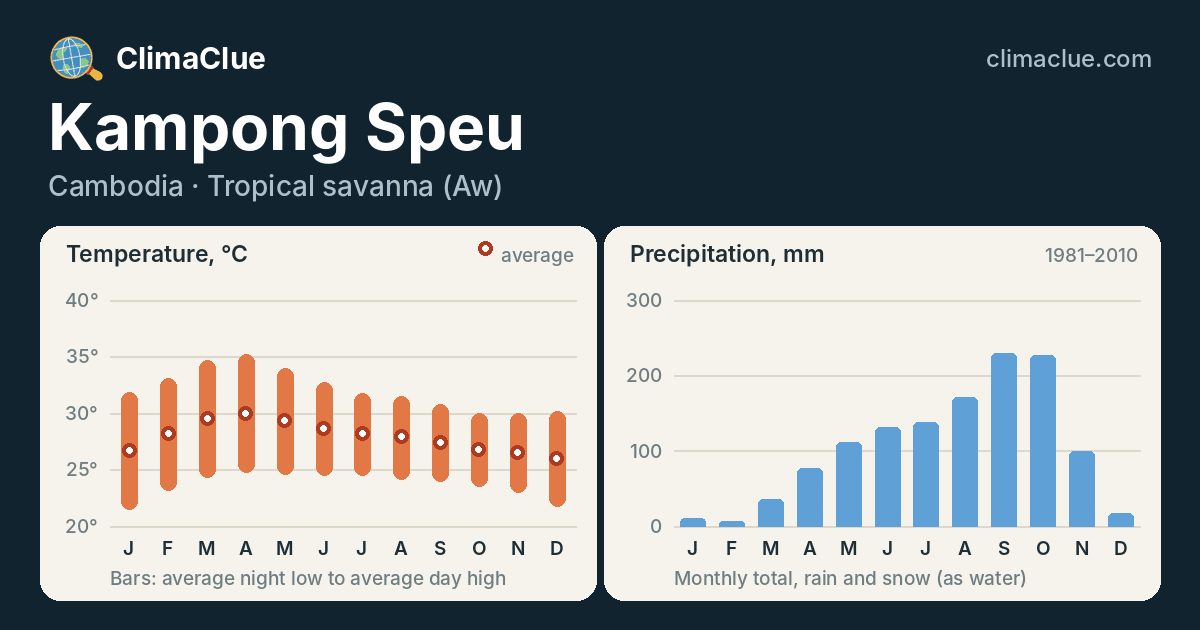 ClimaClue
climaclue.com
Kampong Speu
Cambodia · Tropical savanna (Aw)
Temperature, °C
average
40°
35°
30°
25°
20°
J F M A M J J A S O N D
Bars: average night low to average day high
Precipitation, mm
1981–2010
300
200
100
0
J F M A M J J A S O N D
Monthly total, rain and snow (as water)